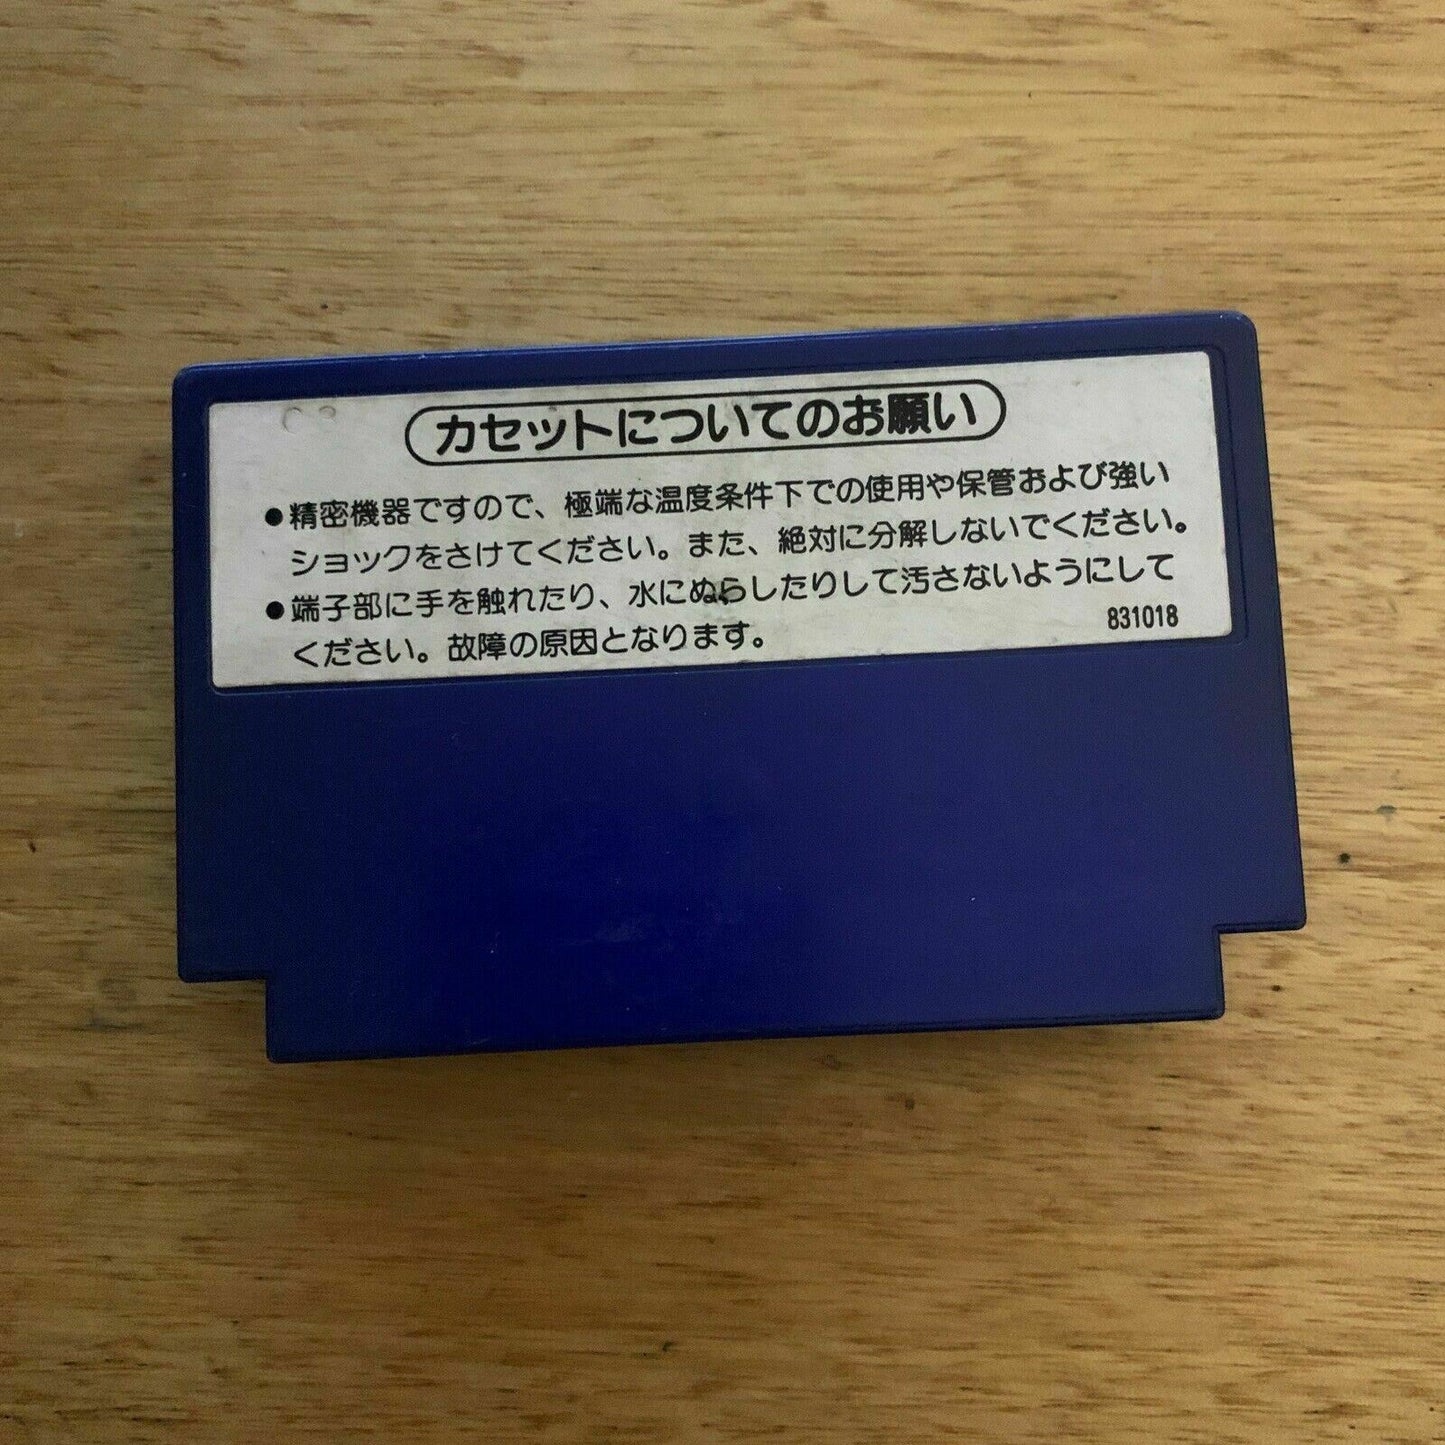 カセットについてのお願い
●精密機器ですので、極端な温度条件下での使用や保管および強い
ショックをさけてください。また、絶対に分解しないでください。
●端子部に手を触れたり、水にぬらしたりして汚さないようにして
ください。故障の原因となります。
831018